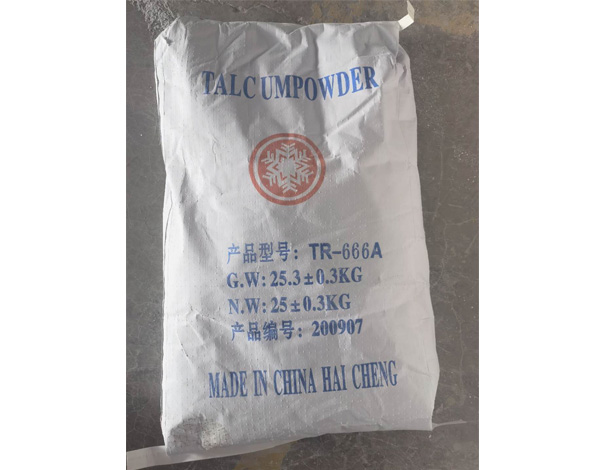 TALCUMPOWDER
产品型号: TR-666A
G.W: 25.3±0.3KG
N.W: 25±0.3KG
产品编号: 200907
MADE IN CHINA HAI CHENG